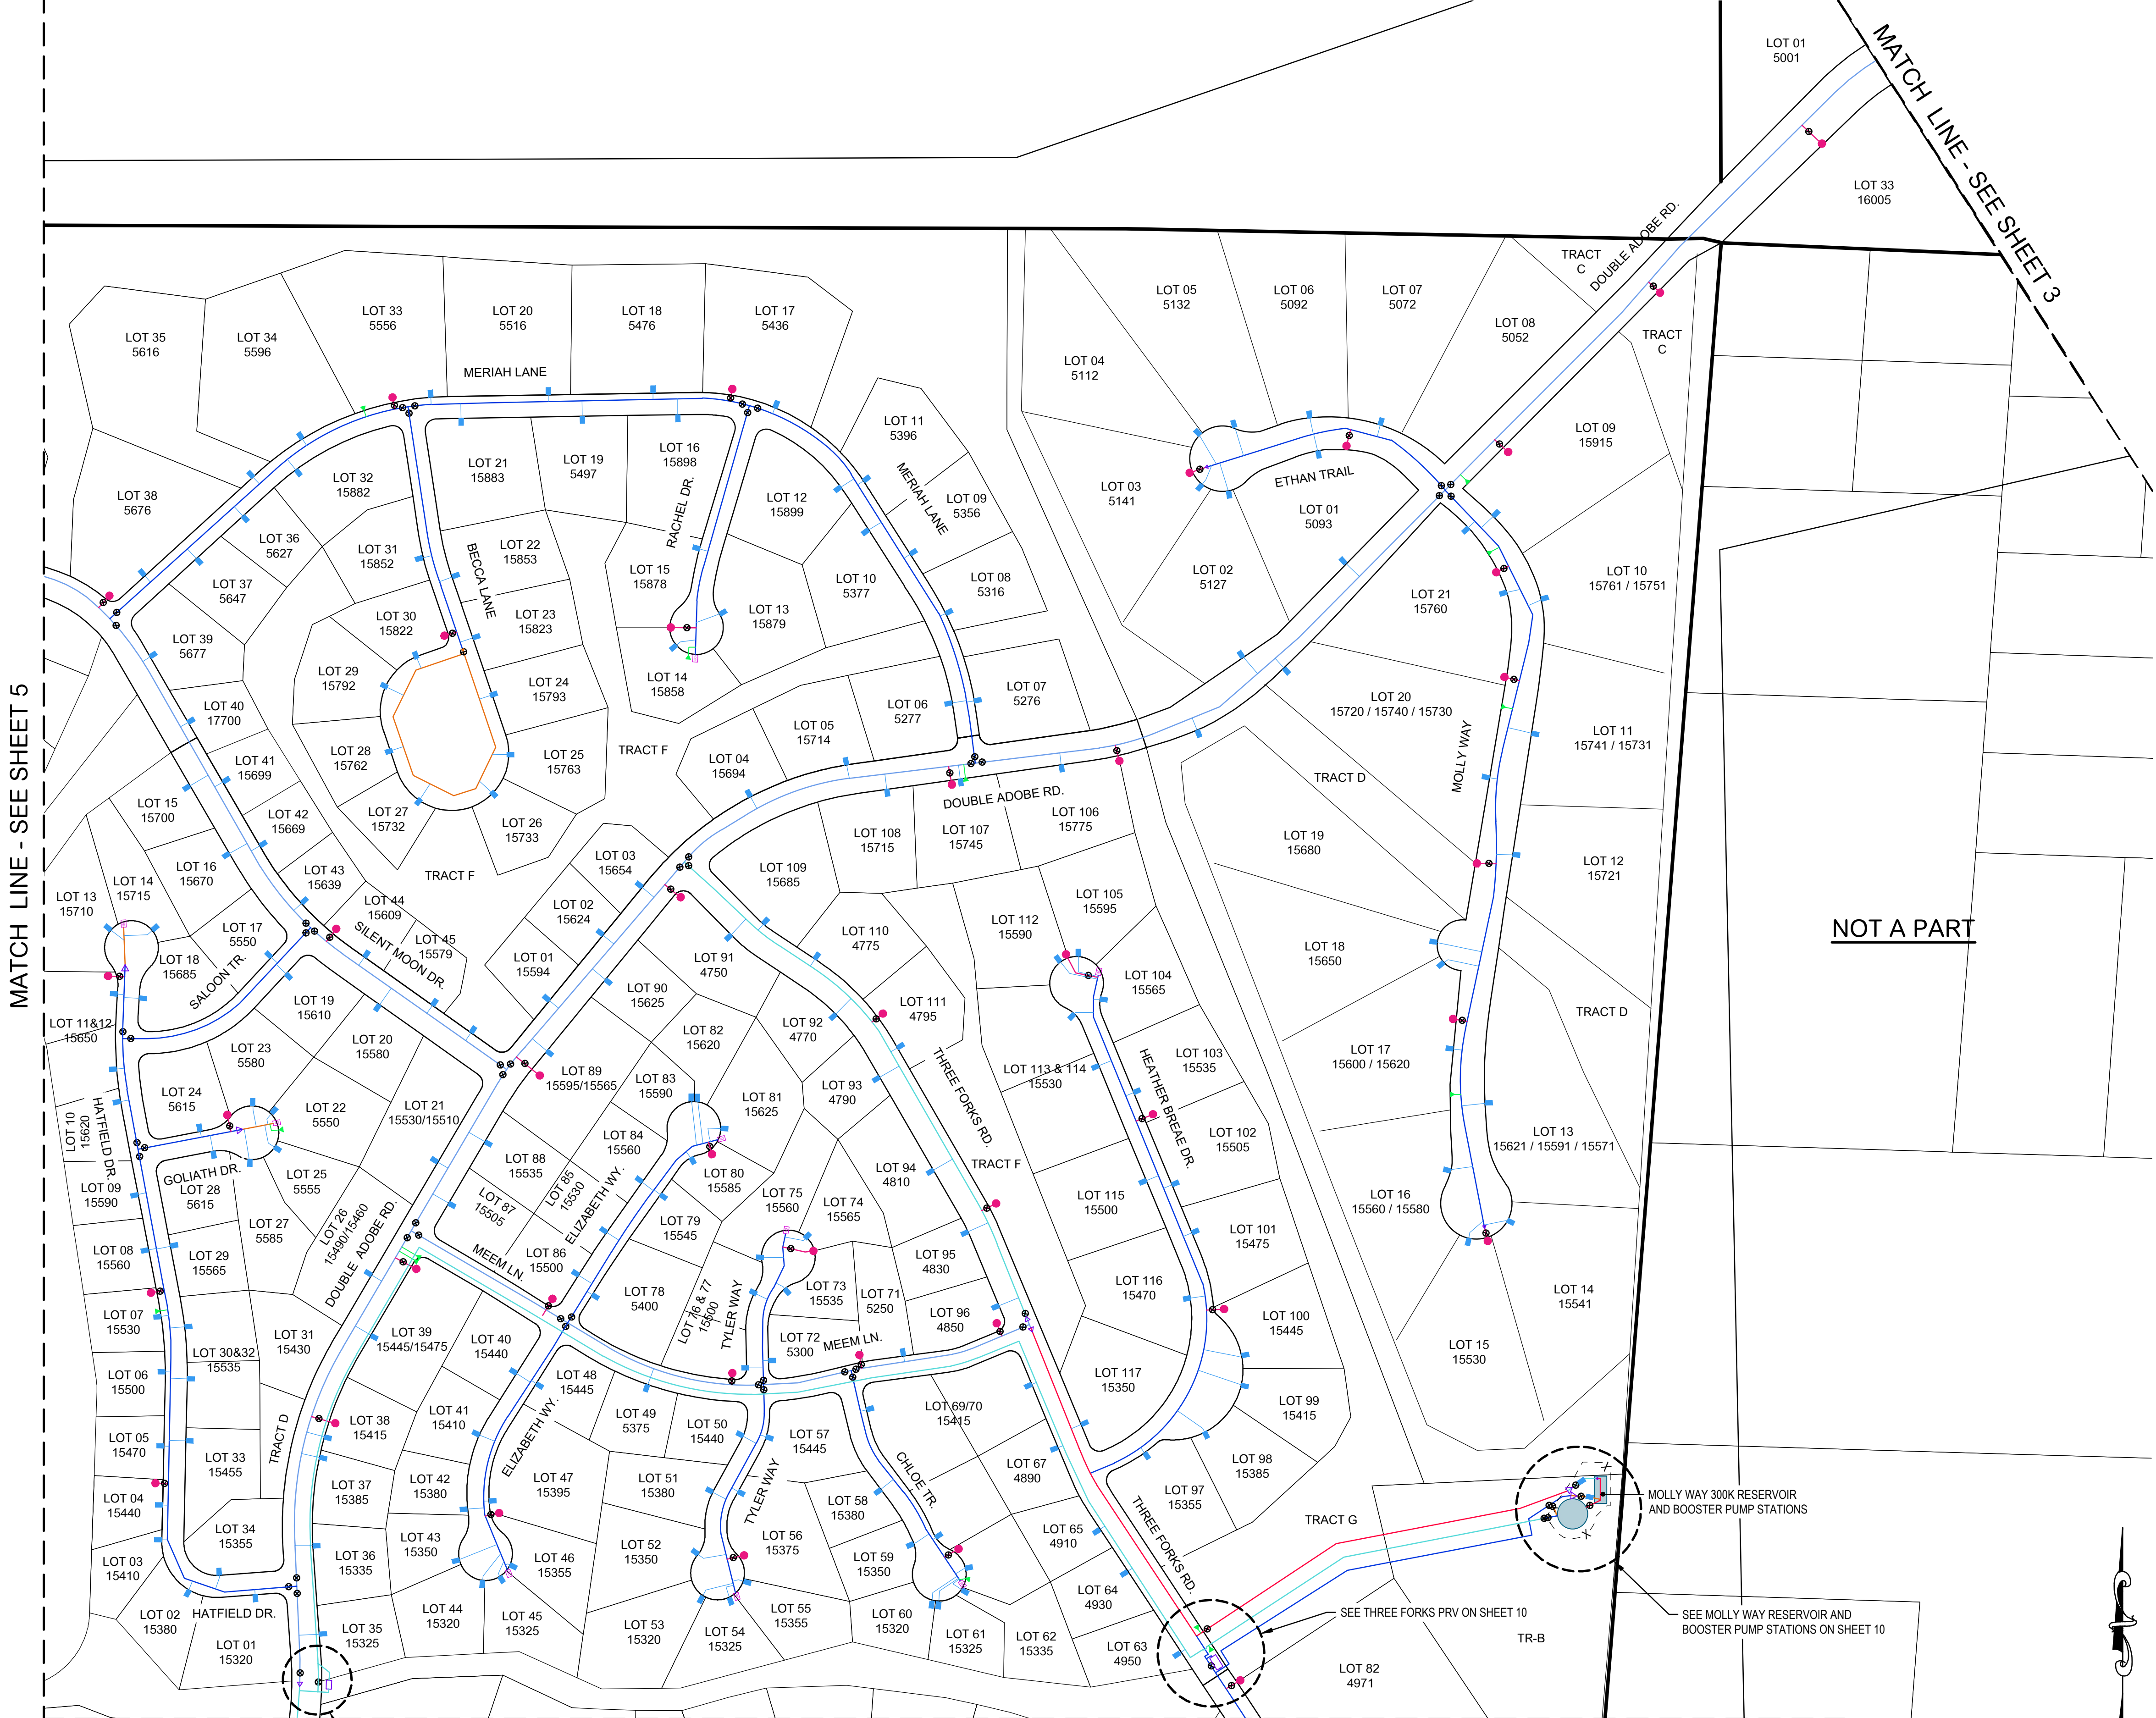 LOT 01
5001
MATCH LINE - SEE SHEET 3
LOT 33
16005
DOUBLE ADOBE RD.
TRACT
C
TRACT
C
LOT 05
5132
LOT 06
5092
LOT 07
5072
LOT 08
5052
LOT 04
5112
LOT 09
15915
LOT 03
5141
ETHAN TRAIL
LOT 01
5093
LOT 02
5127
LOT 10
15761 / 15751
LOT 21
15760
LOT 35
5616
LOT 34
5596
LOT 33
5556
LOT 20
5516
LOT 18
5476
LOT 17
5436
MERIAH LANE
LOT 11
5396
MERIAH LANE
LOT 09
5356
LOT 08
5316
LOT 38
5676
LOT 32
15882
LOT 21
15883
LOT 19
5497
LOT 16
15898
RACHEL DR.
LOT 12
15899
LOT 36
5627
LOT 31
15852
BECCA LANE
LOT 22
15853
LOT 15
15878
LOT 10
5377
LOT 37
5647
LOT 30
15822
LOT 23
15823
LOT 13
15879
LOT 39
5677
LOT 29
15792
LOT 24
15793
LOT 14
15858
LOT 40
17700
LOT 28
15762
LOT 25
15763
TRACT F
LOT 04
15694
LOT 05
15714
LOT 06
5277
LOT 07
5276
LOT 20
15720 / 15740 / 15730
MOLLY WAY
LOT 11
15741 / 15731
TRACT D
MATCH LINE - SEE SHEET 5
LOT 41
15699
LOT 15
15700
LOT 42
15669
LOT 27
15732
LOT 26
15733
DOUBLE ADOBE RD.
LOT 108
15715
LOT 107
15745
LOT 106
15775
LOT 19
15680
LOT 12
15721
LOT 16
15670
LOT 43
15639
TRACT F
LOT 03
15654
LOT 109
15685
LOT 13
15710
LOT 14
15715
LOT 44
15609
LOT 02
15624
LOT 105
15595
LOT 112
15590
LOT 110
4775
NOT A PART
LOT 17
5550
LOT 18
15685
SALOON TR.
SILENT MOON DR.
LOT 45
15579
LOT 01
15594
LOT 91
4750
LOT 18
15650
LOT 104
15565
LOT 90
15625
LOT 111
4795
LOT 19
15610
TRACT D
LOT 11&12
15650
LOT 23
5580
LOT 20
15580
LOT 82
15620
LOT 92
4770
THREE FORKS RD.
LOT 113 & 114
15530
HEATHER BREAE DR.
LOT 103
15535
LOT 17
15600 / 15620
LOT 24
5615
LOT 22
5550
LOT 21
15530/15510
LOT 89
15595/15565
LOT 83
15590
LOT 81
15625
LOT 93
4790
LOT 10
15620
HATFIELD DR.
LOT 102
15505
LOT 13
15621 / 15591 / 15571
GOLIATH DR.
LOT 84
15560
LOT 88
15535
LOT 85
15530
ELIZABETH WY.
LOT 80
15585
LOT 94
4810
TRACT F
LOT 09
15590
LOT 28
5615
LOT 25
5555
LOT 27
5585
LOT 26
15490/15460
DOUBLE ADOBE RD.
LOT 87
15505
LOT 79
15545
LOT 75
15560
LOT 74
15565
LOT 115
15500
LOT 101
15475
LOT 16
15560 / 15580
LOT 08
15560
LOT 29
15565
MEEM LN.
LOT 86
15500
LOT 95
4830
LOT 78
5400
LOT 76 & 77
15500
TYLER WAY
LOT 73
15535
LOT 71
5250
LOT 116
15470
LOT 14
15541
LOT 07
15530
LOT 31
15430
LOT 39
15445/15475
LOT 40
15440
LOT 96
4850
LOT 100
15445
LOT 30&32
15535
LOT 72
5300
MEEM LN.
LOT 15
15530
LOT 06
15500
LOT 48
15445
LOT 117
15350
LOT 99
15415
LOT 05
15470
TRACT D
LOT 38
15415
LOT 41
15410
ELIZABETH WY.
LOT 49
5375
LOT 50
15440
LOT 57
15445
LOT 69/70
15415
LOT 33
15455
LOT 67
4890
LOT 98
15385
LOT 04
15440
LOT 37
15385
LOT 42
15380
LOT 47
15395
LOT 51
15380
TYLER WAY
CHLOE TR.
LOT 97
15355
THREE FORKS RD.
TRACT G
MOLLY WAY 300K RESERVOIR
AND BOOSTER PUMP STATIONS
LOT 34
15355
LOT 43
15350
LOT 52
15350
LOT 56
15375
LOT 58
15380
LOT 65
4910
LOT 03
15410
LOT 36
15335
LOT 46
15355
LOT 59
15350
LOT 64
4930
LOT 02
15380
HATFIELD DR.
LOT 44
15320
LOT 45
15325
LOT 53
15320
LOT 55
15355
LOT 60
15320
SEE THREE FORKS PRV ON SHEET 10
SEE MOLLY WAY RESERVOIR AND
BOOSTER PUMP STATIONS ON SHEET 10
LOT 01
15320
LOT 35
15325
LOT 54
15325
LOT 61
15325
LOT 62
15335
LOT 63
4950
TR-B
LOT 82
4971